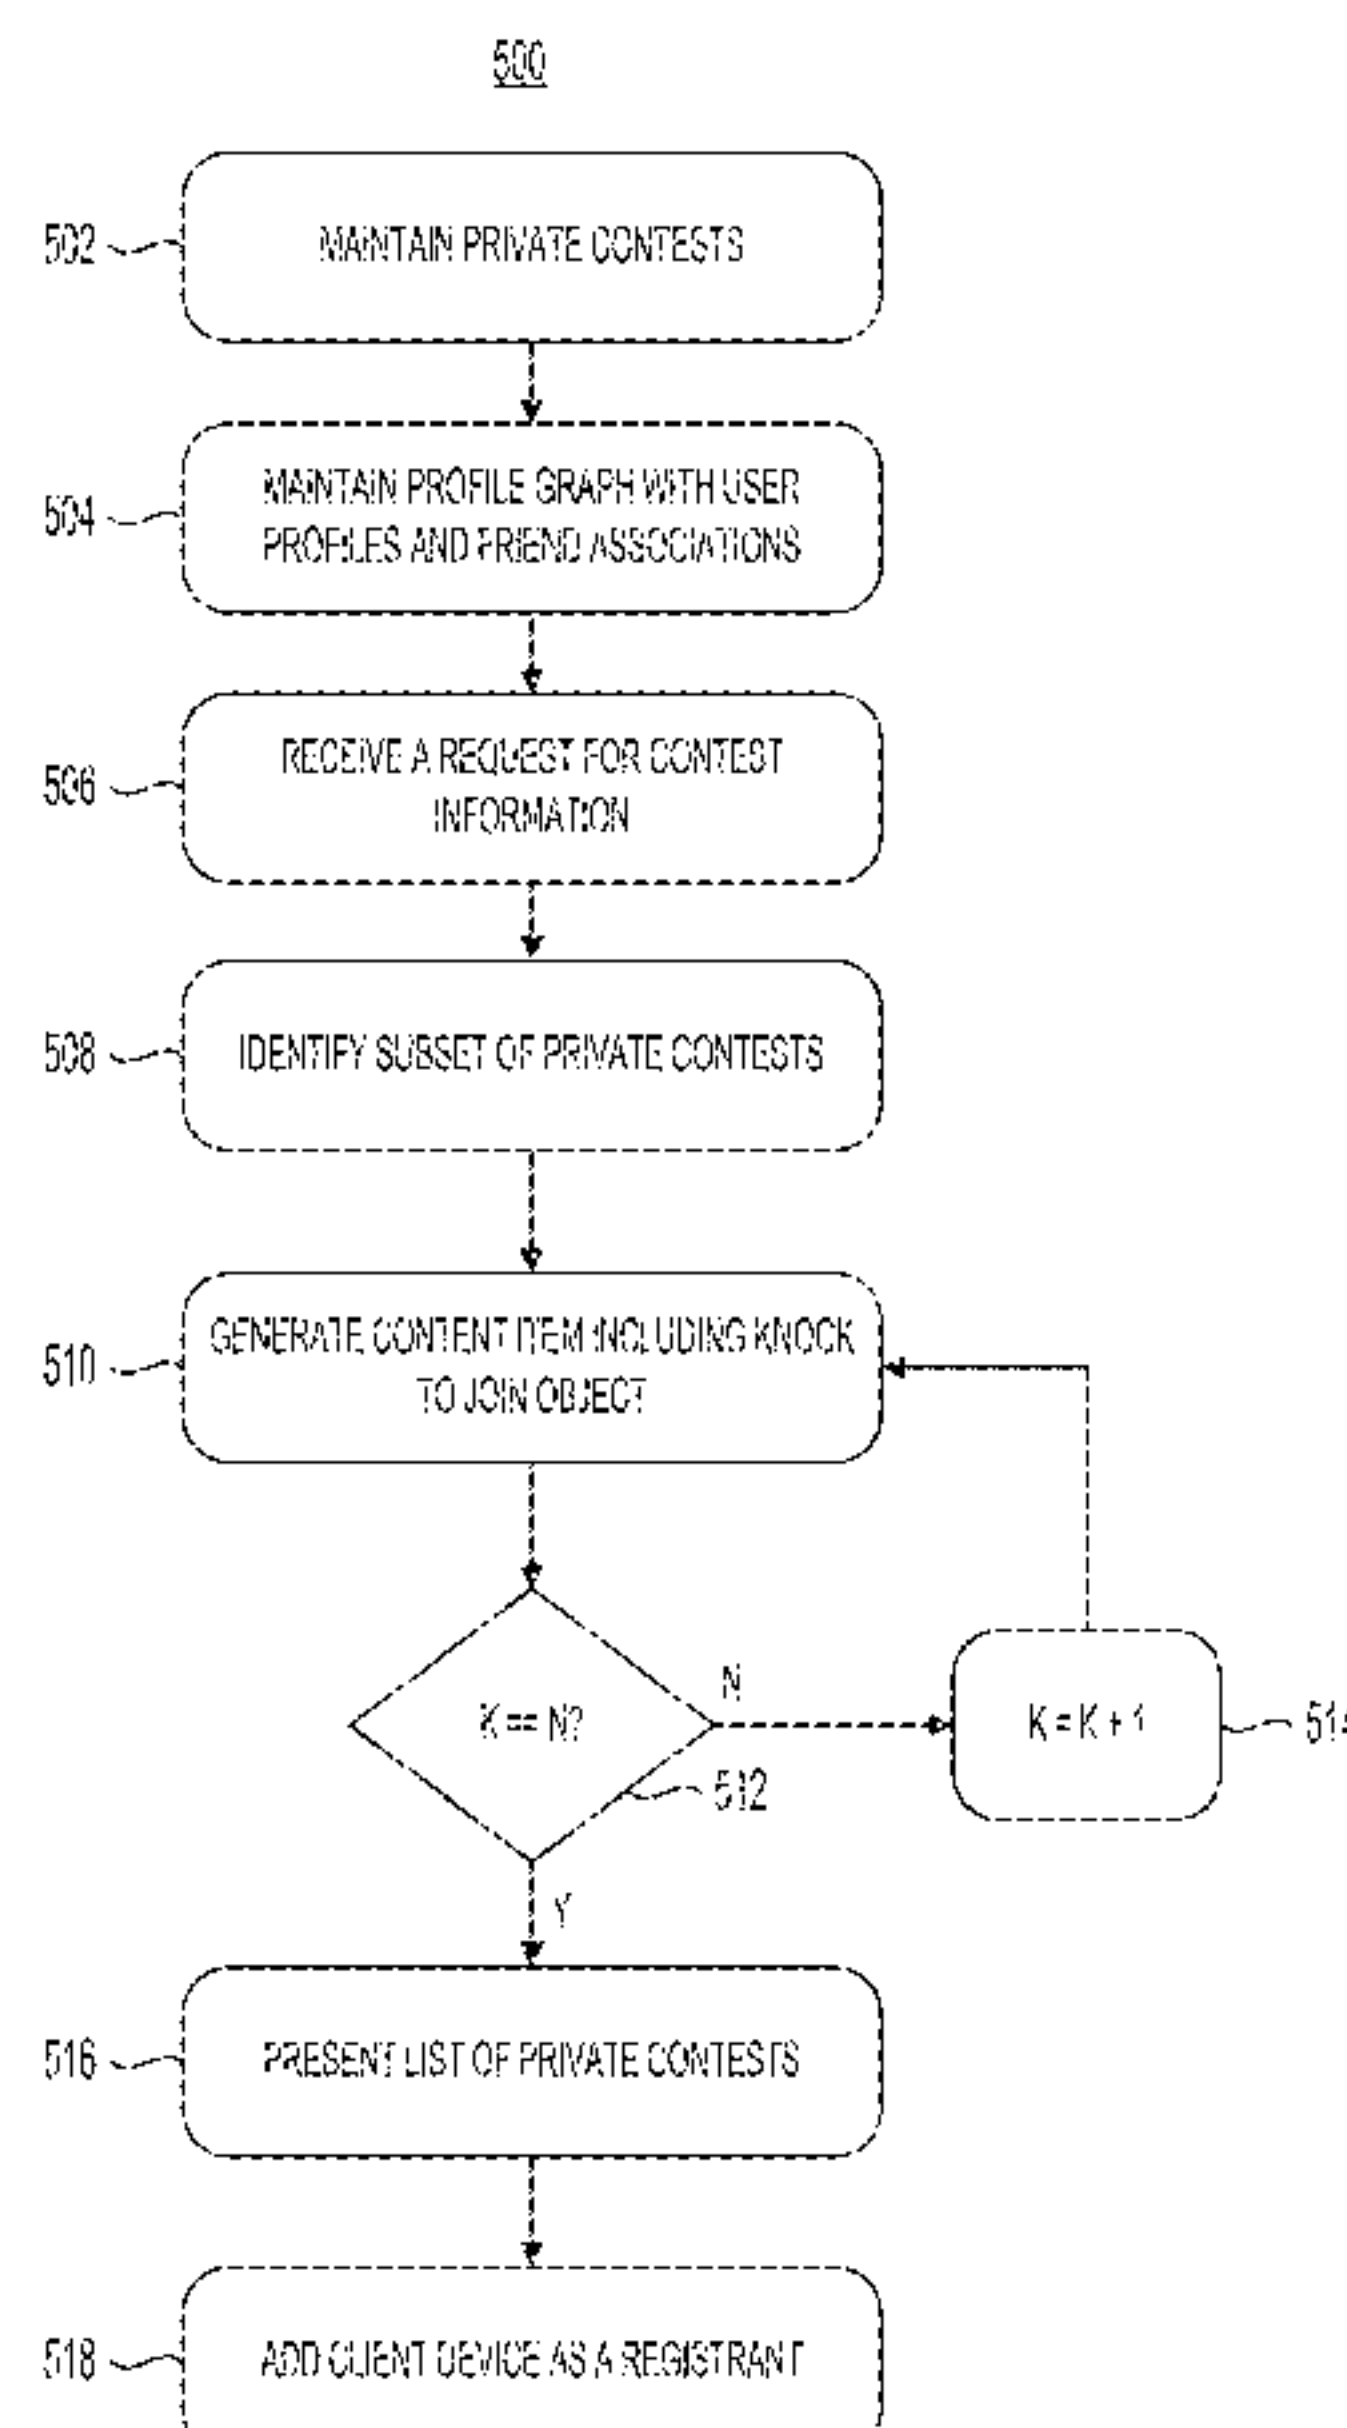 500
502
MAINTAIN PRIVATE CONTESTS
504
MAINTAIN PROFILE GRAPH WITH USER
PROFILES AND FRIEND ASSOCIATIONS
506
RECEIVE A REQUEST FOR CONTEST
INFORMATION
508
IDENTIFY SUBSET OF PRIVATE CONTESTS
510
GENERATE CONTENT ITEM INCLUDING KNOCK
TO JOIN OBJECT
K == N?
N
512
K = K + 1
Y
516
PRESENT LIST OF PRIVATE CONTESTS
518
ADD CLIENT DEVICE AS A REGISTRANT